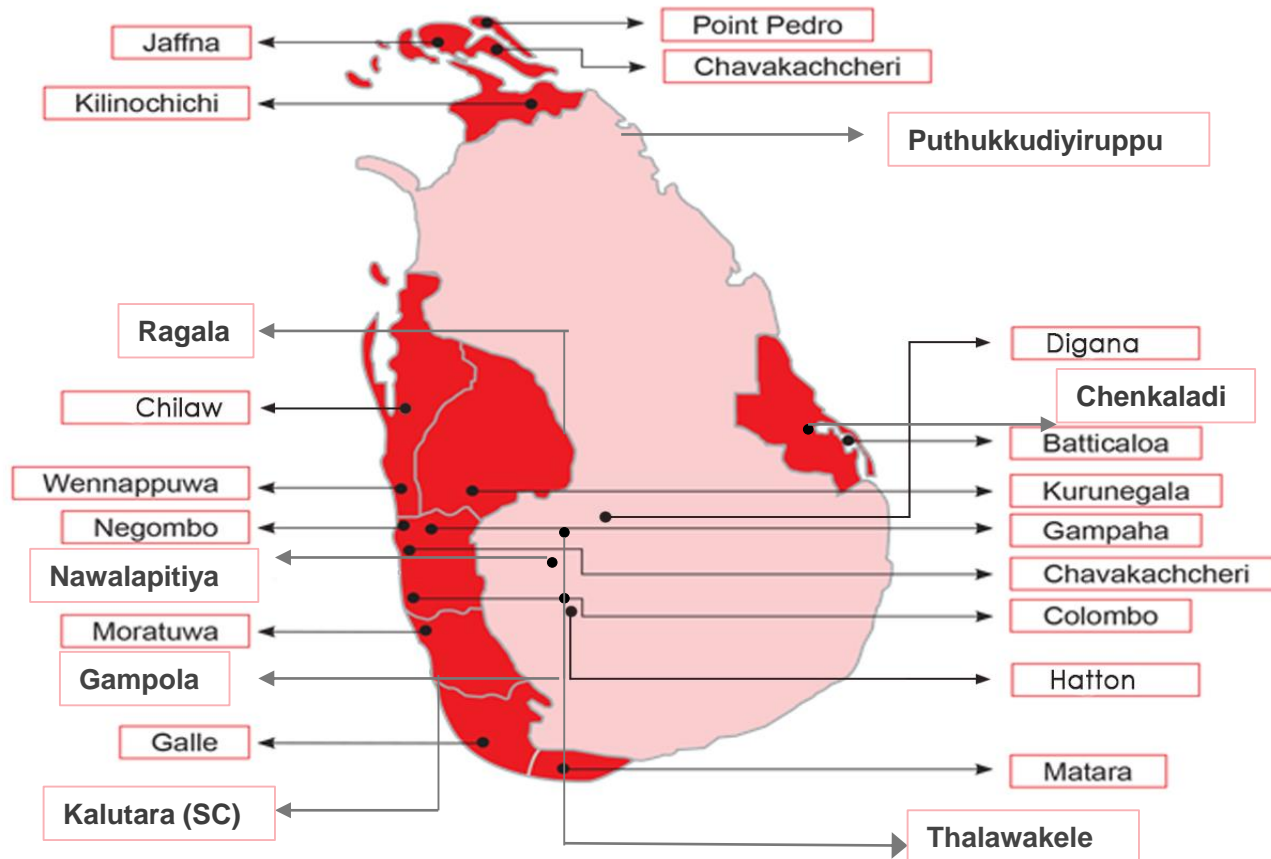 Point Pedro
Jaffna
Chavakachcheri
Kilinochichi
Puthukkudiyiruppu
Ragala
Digana
Chenkaladi
Chilaw
Batticaloa
Wennappuwa
Kurunegala
Negombo
Gampaha
Nawalapitiya
Chavakachcheri
Colombo
Moratuwa
Gampola
Hatton
Galle
Matara
Kalutara (SC)
Thalawakele